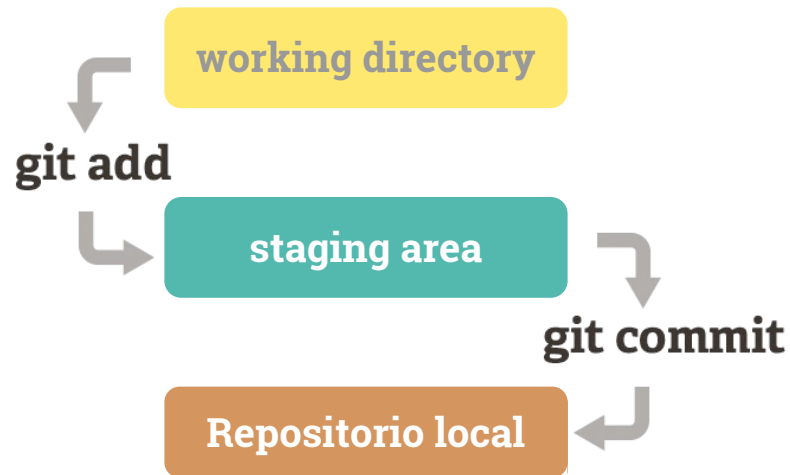 working directory
git add
staging area
git commit
Repositorio local